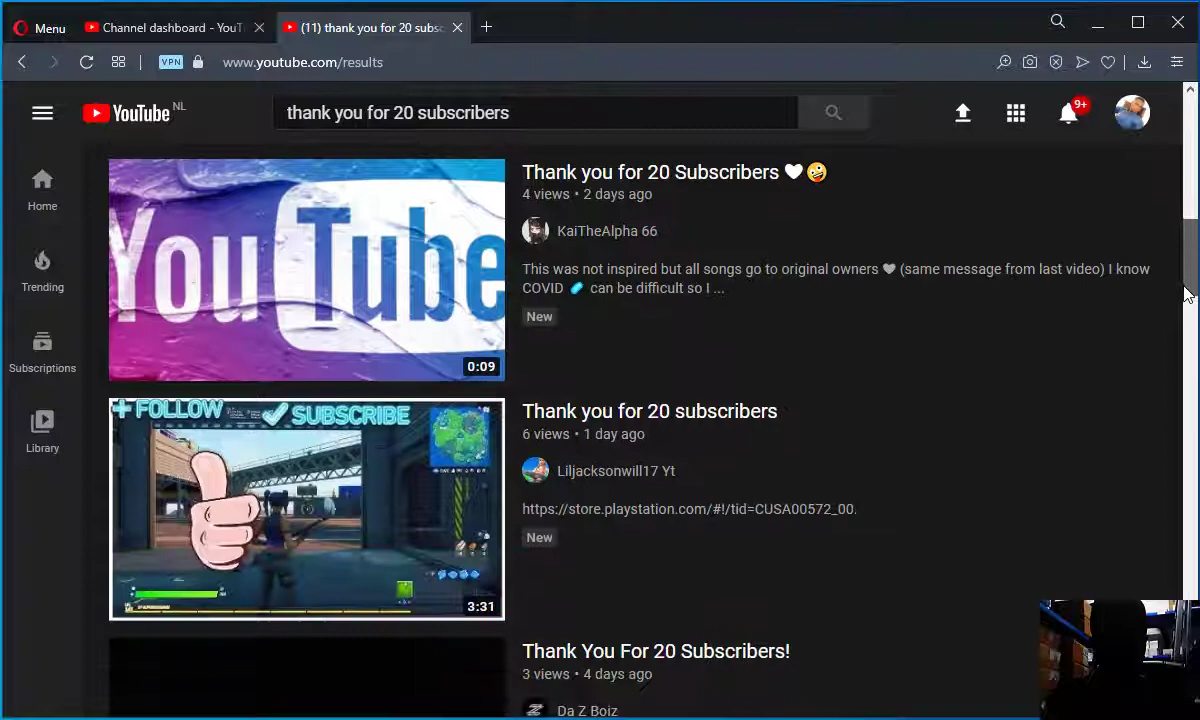 Menu
Channel dashboard - YouT
(11) thank you for 20 subsc
VPN
www.youtube.com/results
YouTube NL
thank you for 20 subscribers
9+
Home
Trending
Subscriptions
Library
YouTube
0:09
Thank you for 20 Subscribers 🤍🤪
4 views • 2 days ago
KaiTheAlpha 66
This was not inspired but all songs go to original owners 🖤 (same message from last video) I know
COVID 🧼 can be difficult so I ...
New
+ FOLLOW ✓ SUBSCRIBE
3:31
Thank you for 20 subscribers
6 views • 1 day ago
Liljacksonwill17 Yt
https://store.playstation.com/#!/tid=CUSA00572_00.
New
Thank You For 20 Subscribers!
3 views • 4 days ago
Da Z Boiz